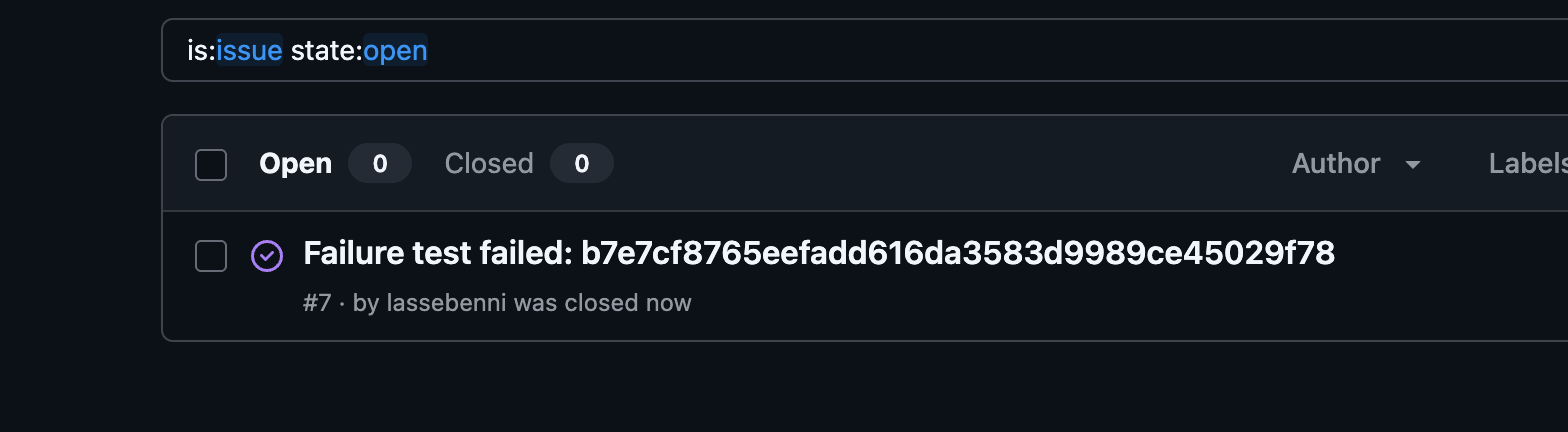 is:issue state:open
Open 0 Closed 0 Author Labels
Failure test failed: b7e7cf8765eefadd616da3583d9989ce45029f78
#7 · by lassebenni was closed now